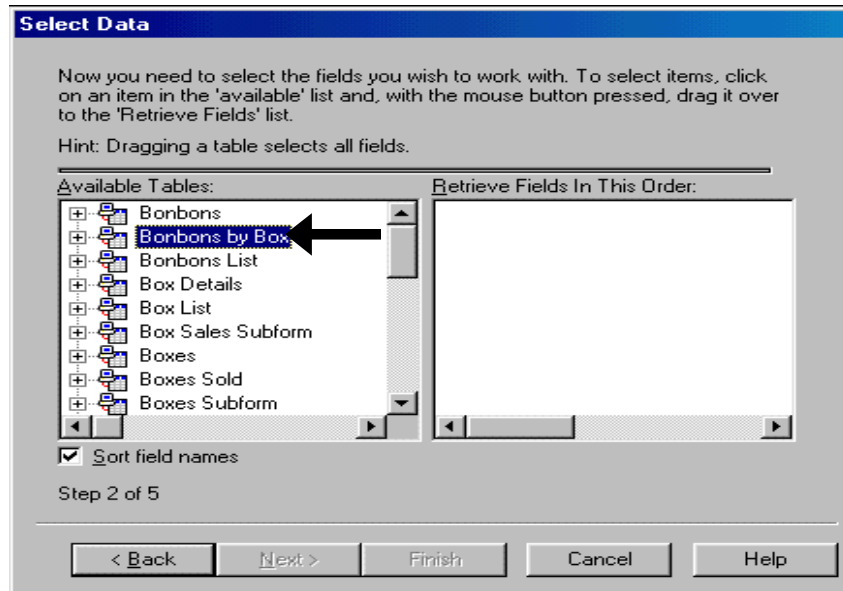 Select Data
Now you need to select the fields you wish to work with. To select items, click
on an item in the 'available' list and, with the mouse button pressed, drag it over
to the 'Retrieve Fields' list.
Hint: Dragging a table selects all fields.
Available Tables:
Retrieve Fields In This Order:
Bonbons
Bonbons by Box
Bonbons List
Box Details
Box List
Box Sales Subform
Boxes
Boxes Sold
Boxes Subform
Sort field names
Step 2 of 5
< Back
Next >
Finish
Cancel
Help